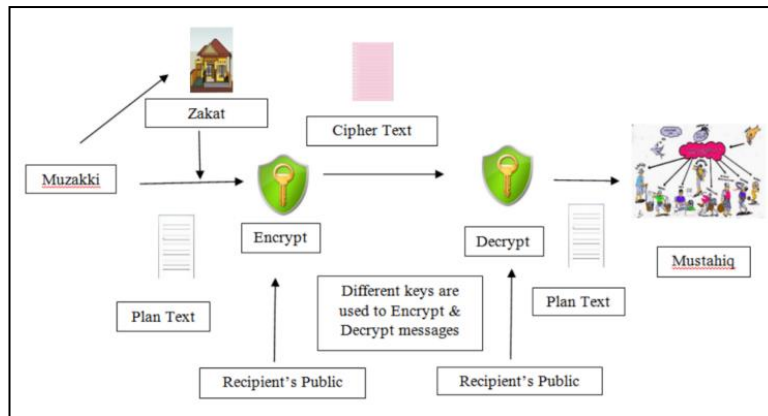 Zakat
Cipher Text
Muzakki
Encrypt
Decrypt
Mustahiq
Plan Text
Different keys are
used to Encrypt &
Decrypt messages
Plan Text
Recipient's Public
Recipient's Public